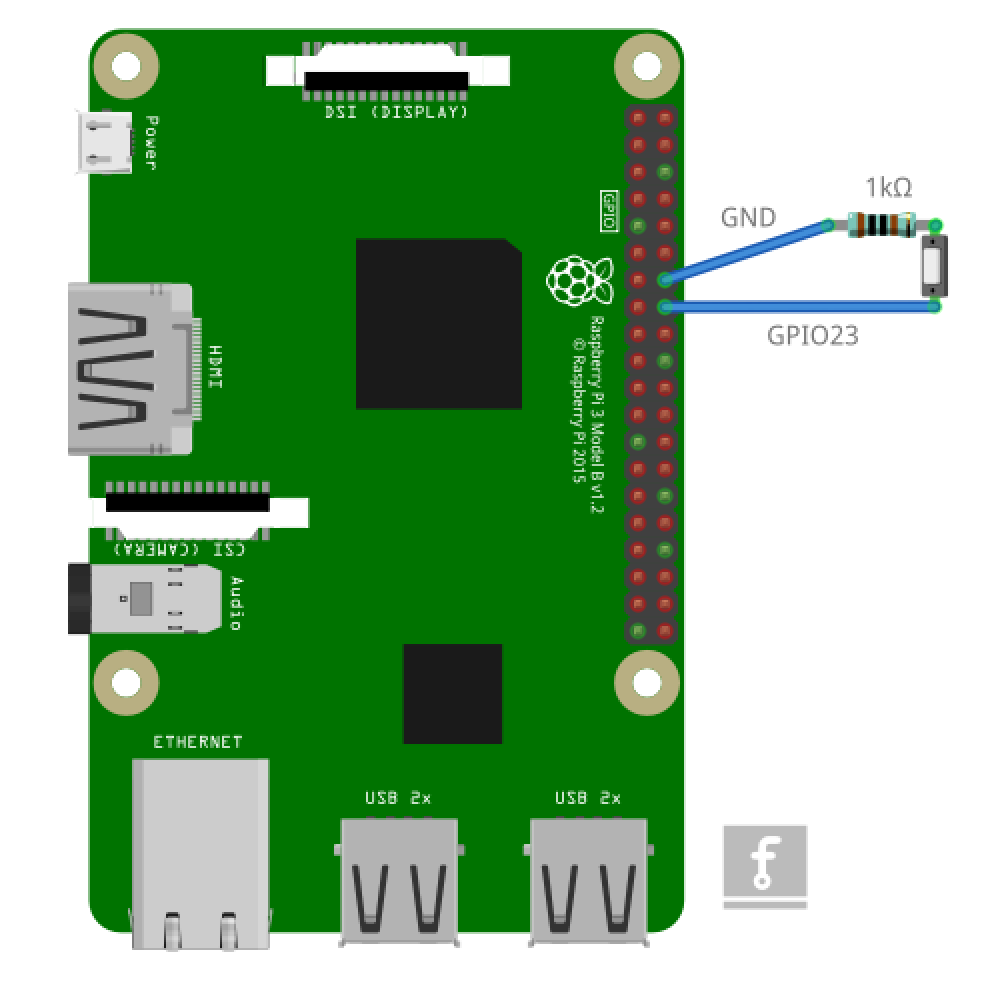 DSI (DISPLAY)
Power
1kΩ
GPIO
GND
GPIO23
HDMI
Raspberry Pi 3 Model B v1.2
© Raspberry Pi 2015
CSI (CAMERA)
Audio
ETHERNET
USB 2x
USB 2x
f